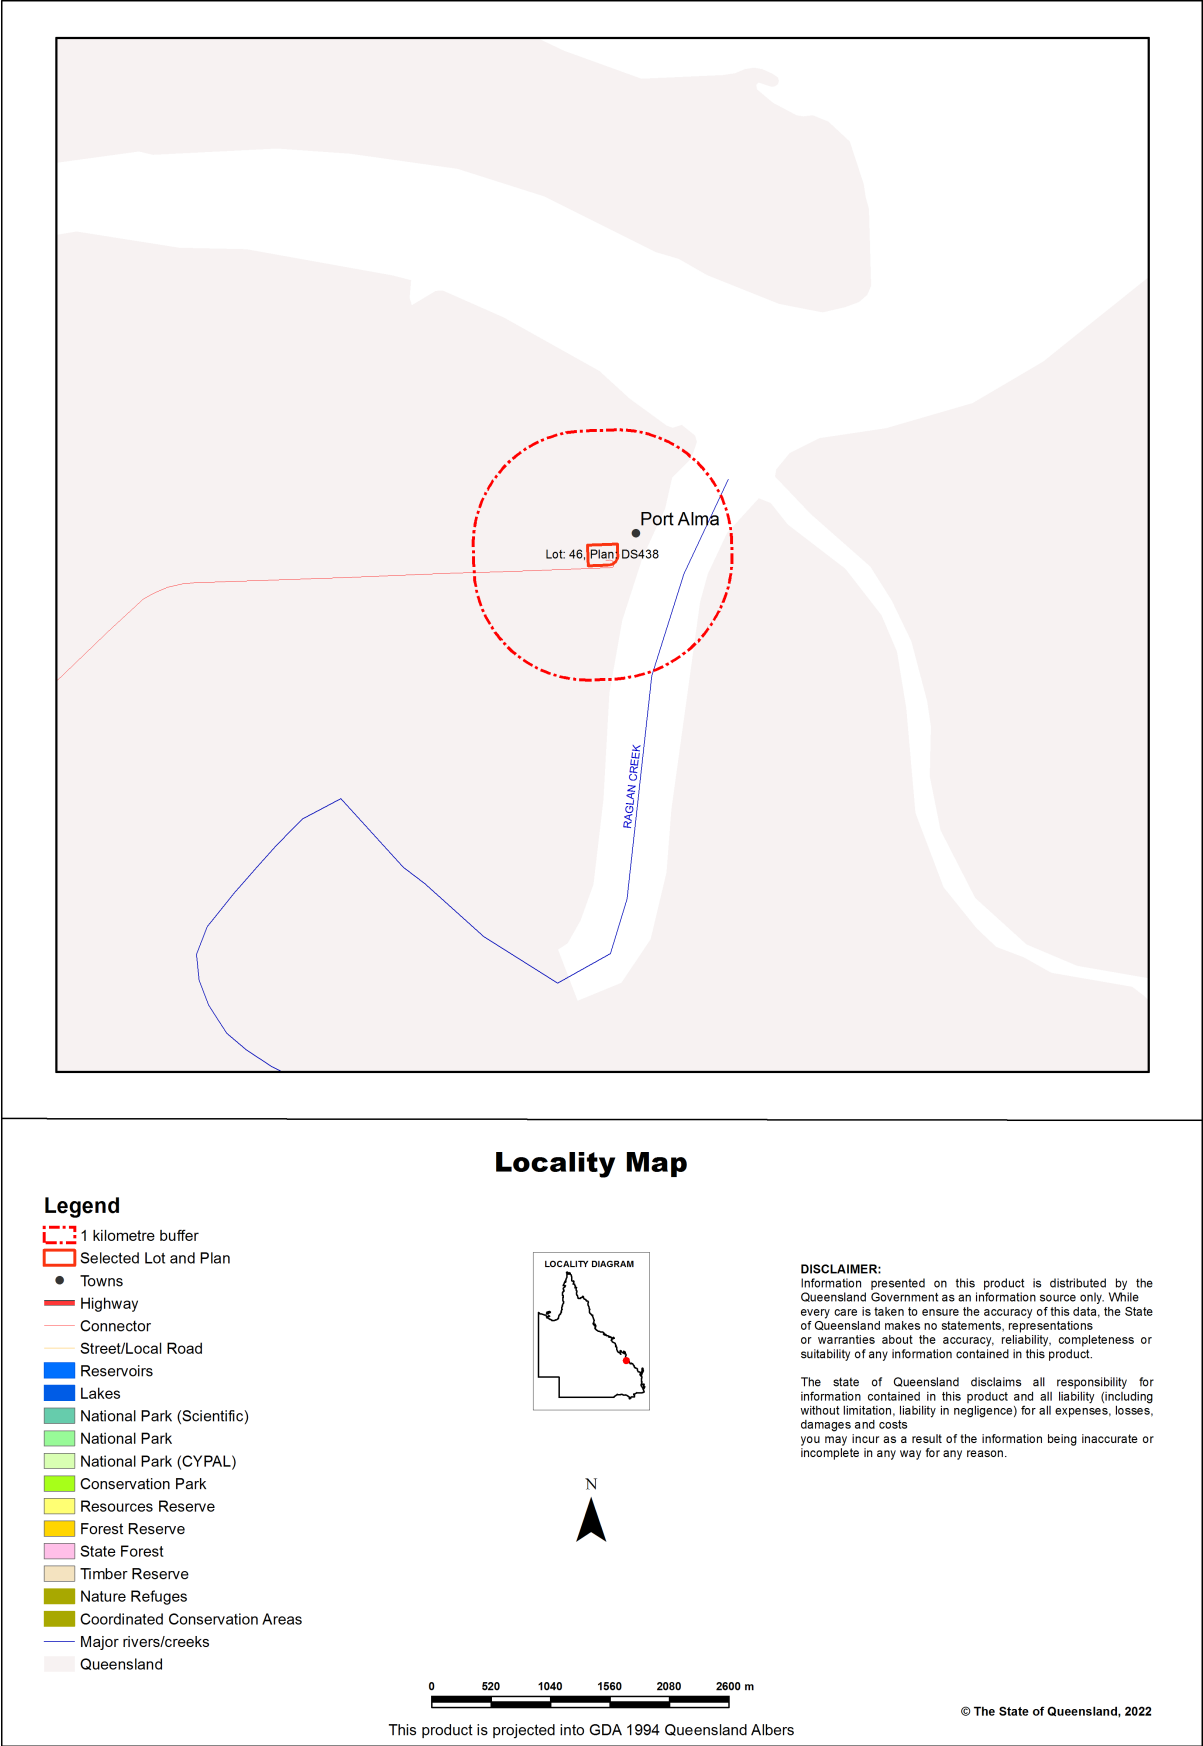 Port Alma
Lot: 46, Plan: DS438
RAGLAN CREEK
Locality Map
Legend
1 kilometre buffer
Selected Lot and Plan
Towns
Highway
Connector
Street/Local Road
Reservoirs
Lakes
National Park (Scientific)
National Park
National Park (CYPAL)
Conservation Park
Resources Reserve
Forest Reserve
State Forest
Timber Reserve
Nature Refuges
Coordinated Conservation Areas
Major rivers/creeks
Queensland
LOCALITY DIAGRAM
N
0 520 1040 1560 2080 2600 m
This product is projected into GDA 1994 Queensland Albers
DISCLAIMER:
Information presented on this product is distributed by the
Queensland Government as an information source only. While
every care is taken to ensure the accuracy of this data, the State
of Queensland makes no statements, representations
or warranties about the accuracy, reliability, completeness or
suitability of any information contained in this product.
The state of Queensland disclaims all responsibility for
information contained in this product and all liability (including
without limitation, liability in negligence) for all expenses, losses,
damages and costs
you may incur as a result of the information being inaccurate or
incomplete in any way for any reason.
© The State of Queensland, 2022